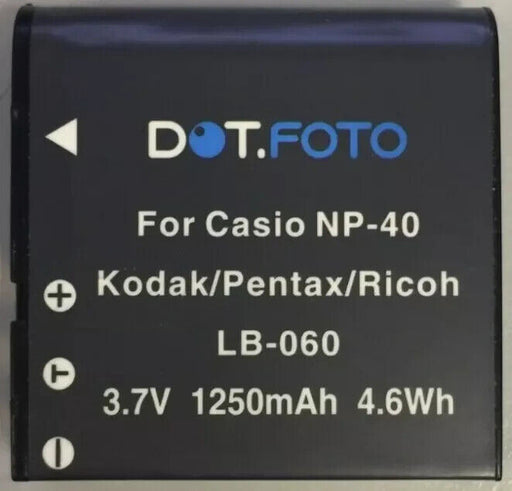 DOT.FOTO
For Casio NP-40
+ Kodak/Pentax/Ricoh
LB-060
T
3.7V 1250mAh 4.6Wh
-